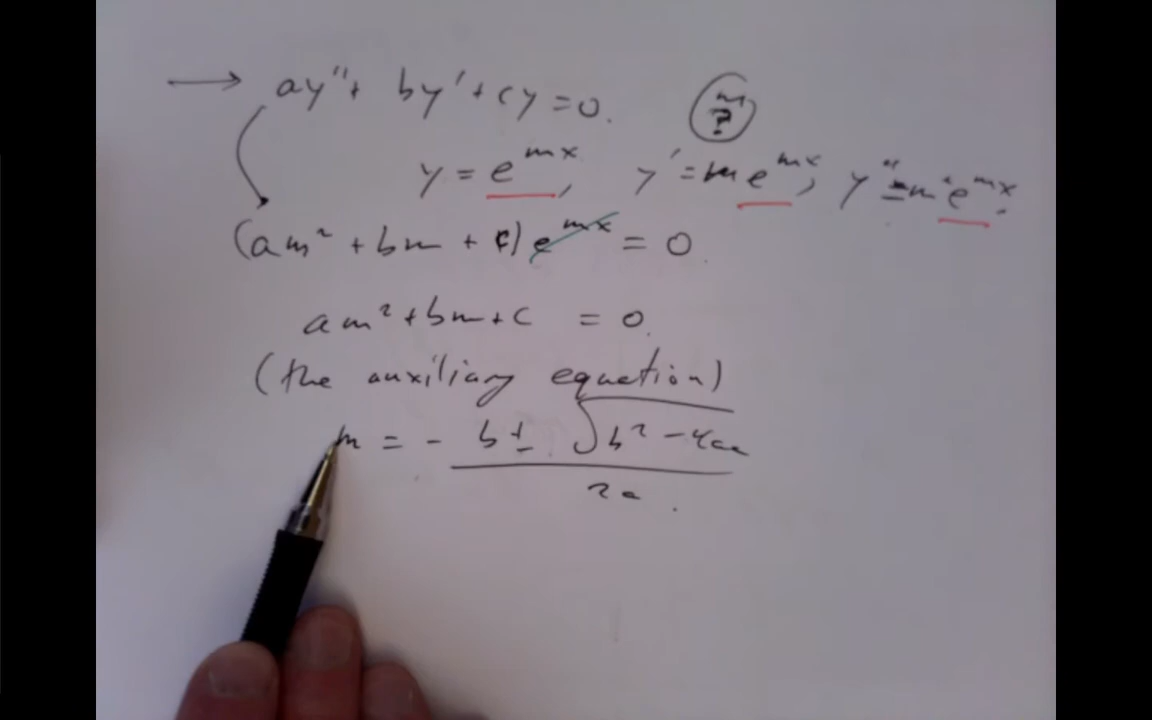 → ay" + by' + cy = 0.
m ?
y = e^mx, y' = me^mx, y" = m²e^mx.
(am² + bm + c) e^mx = 0.
am² + bm + c = 0.
(the auxiliary equation)
m = - b ± √b² - 4ac
2a.